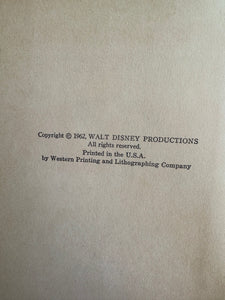 Copyright © 1962, WALT DISNEY PRODUCTIONS
All rights reserved.
Printed in the U.S.A.
by Western Printing and Lithographing Company